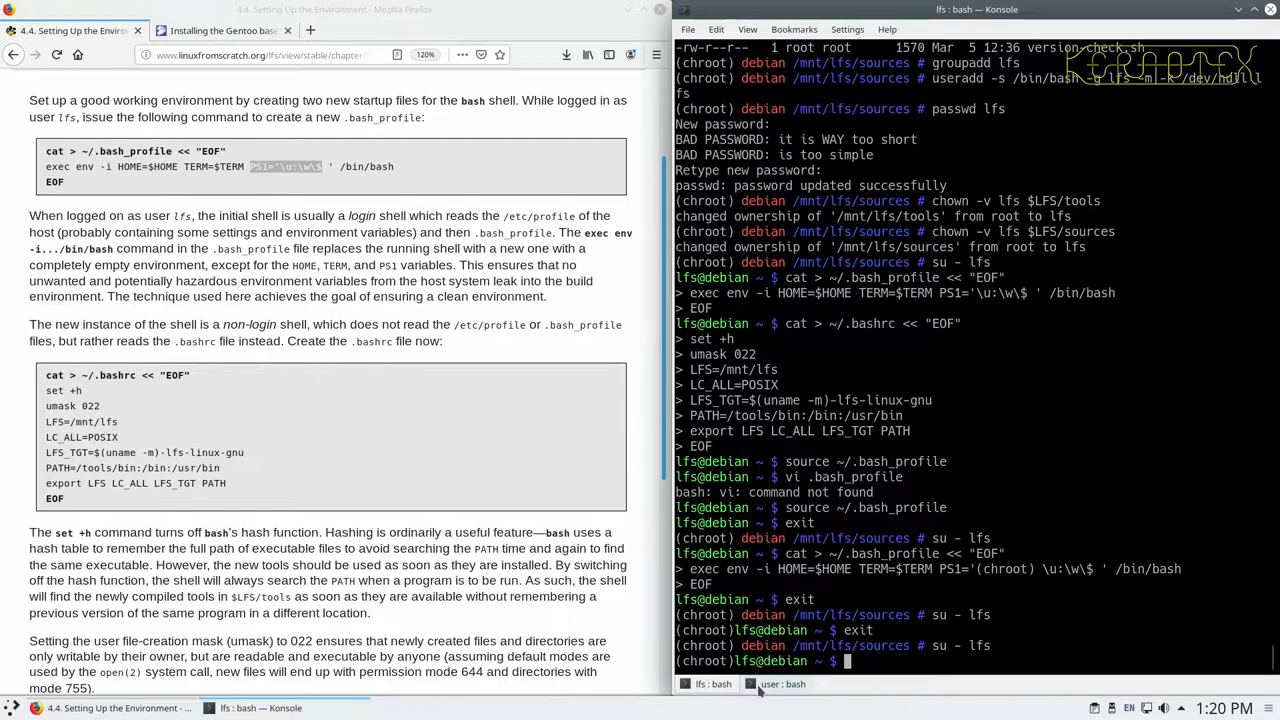 4.4. Setting Up the Environment - Mozilla Firefox
4.4. Setting Up the Enviro
Installing the Gentoo base
www.linuxfromscratch.org/lfs/view/stable/chapter
120%
Set up a good working environment by creating two new startup files for the bash shell. While logged in as
user lfs, issue the following command to create a new .bash_profile:
cat > ~/.bash_profile << "EOF"
exec env -i HOME=$HOME TERM=$TERM PS1='\u:\w\$ ' /bin/bash
EOF
When logged on as user lfs, the initial shell is usually a login shell which reads the /etc/profile of the
host (probably containing some settings and environment variables) and then .bash_profile. The exec env
-i.../bin/bash command in the .bash_profile file replaces the running shell with a new one with a
completely empty environment, except for the HOME, TERM, and PS1 variables. This ensures that no
unwanted and potentially hazardous environment variables from the host system leak into the build
environment. The technique used here achieves the goal of ensuring a clean environment.
The new instance of the shell is a non-login shell, which does not read the /etc/profile or .bash_profile
files, but rather reads the .bashrc file instead. Create the .bashrc file now:
cat > ~/.bashrc << "EOF"
set +h
umask 022
LFS=/mnt/lfs
LC_ALL=POSIX
LFS_TGT=$(uname -m)-lfs-linux-gnu
PATH=/tools/bin:/bin:/usr/bin
export LFS LC_ALL LFS_TGT PATH
EOF
The set +h command turns off bash's hash function. Hashing is ordinarily a useful feature—bash uses a
hash table to remember the full path of executable files to avoid searching the PATH time and again to find
the same executable. However, the new tools should be used as soon as they are installed. By switching
off the hash function, the shell will always search the PATH when a program is to be run. As such, the shell
will find the newly compiled tools in $LFS/tools as soon as they are available without remembering a
previous version of the same program in a different location.
Setting the user file-creation mask (umask) to 022 ensures that newly created files and directories are
only writable by their owner, but are readable and executable by anyone (assuming default modes are
used by the open(2) system call, new files will end up with permission mode 644 and directories with
mode 755).
lfs : bash — Konsole
File Edit View Bookmarks Settings Help
-rw-r--r-- 1 root root 1570 Mar 5 12:36 version-check.sh
(chroot) debian /mnt/lfs/sources # groupadd lfs
(chroot) debian /mnt/lfs/sources # useradd -s /bin/bash -g lfs -m -k /dev/null l
fs
(chroot) debian /mnt/lfs/sources # passwd lfs
New password:
BAD PASSWORD: it is WAY too short
BAD PASSWORD: is too simple
Retype new password:
passwd: password updated successfully
(chroot) debian /mnt/lfs/sources # chown -v lfs $LFS/tools
changed ownership of '/mnt/lfs/tools' from root to lfs
(chroot) debian /mnt/lfs/sources # chown -v lfs $LFS/sources
changed ownership of '/mnt/lfs/sources' from root to lfs
(chroot) debian /mnt/lfs/sources # su - lfs
lfs@debian ~ $ cat > ~/.bash_profile << "EOF"
> exec env -i HOME=$HOME TERM=$TERM PS1='\u:\w\$ ' /bin/bash
> EOF
lfs@debian ~ $ cat > ~/.bashrc << "EOF"
> set +h
> umask 022
> LFS=/mnt/lfs
> LC_ALL=POSIX
> LFS_TGT=$(uname -m)-lfs-linux-gnu
> PATH=/tools/bin:/bin:/usr/bin
> export LFS LC_ALL LFS_TGT PATH
> EOF
lfs@debian ~ $ source ~/.bash_profile
lfs@debian ~ $ vi .bash_profile
bash: vi: command not found
lfs@debian ~ $ source ~/.bash_profile
lfs@debian ~ $ exit
(chroot) debian /mnt/lfs/sources # su - lfs
lfs@debian ~ $ cat > ~/.bash_profile << "EOF"
> exec env -i HOME=$HOME TERM=$TERM PS1='(chroot) \u:\w\$ ' /bin/bash
> EOF
lfs@debian ~ $ exit
(chroot) debian /mnt/lfs/sources # su - lfs
(chroot)lfs@debian ~ $ exit
(chroot) debian /mnt/lfs/sources # su - lfs
(chroot)lfs@debian ~ $
lfs : bash
user : bash
4.4. Setting Up the Environment - ...
lfs : bash — Konsole
EN
1:20 PM